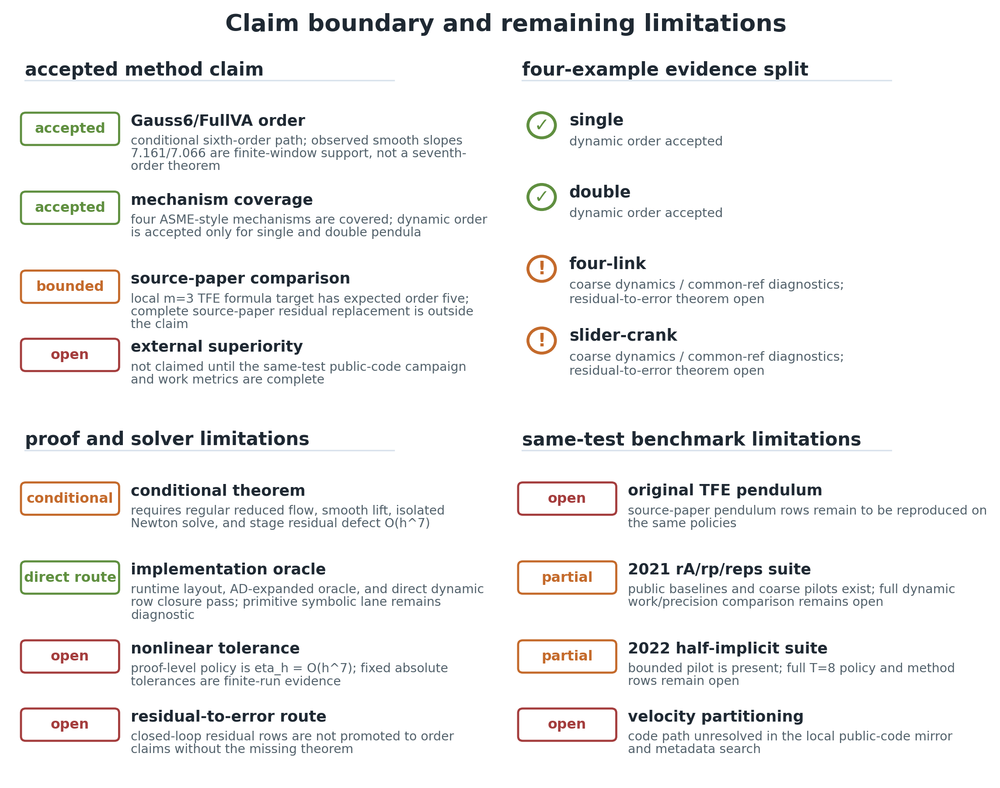 Claim boundary and remaining limitations
accepted method claim
accepted
Gauss6/FullVA order
conditional sixth-order path; observed smooth slopes
7.161/7.066 are finite-window support, not a seventh-
order theorem
accepted
mechanism coverage
four ASME-style mechanisms are covered; dynamic order
is accepted only for single and double pendula
bounded
source-paper comparison
local m=3 TFE formula target has expected order five;
complete source-paper residual replacement is outside
the claim
open
external superiority
not claimed until the same-test public-code campaign
and work metrics are complete
four-example evidence split
✓
single
dynamic order accepted
✓
double
dynamic order accepted
!
four-link
coarse dynamics / common-ref diagnostics;
residual-to-error theorem open
!
slider-crank
coarse dynamics / common-ref diagnostics;
residual-to-error theorem open
proof and solver limitations
conditional
conditional theorem
requires regular reduced flow, smooth lift, isolated
Newton solve, and stage residual defect O(h^7)
direct route
implementation oracle
runtime layout, AD-expanded oracle, and direct dynamic
row closure pass; primitive symbolic lane remains
diagnostic
open
nonlinear tolerance
proof-level policy is eta_h = O(h^7); fixed absolute
tolerances are finite-run evidence
open
residual-to-error route
closed-loop residual rows are not promoted to order
claims without the missing theorem
same-test benchmark limitations
open
original TFE pendulum
source-paper pendulum rows remain to be reproduced on
the same policies
partial
2021 rA/rp/reps suite
public baselines and coarse pilots exist; full dynamic
work/precision comparison remains open
partial
2022 half-implicit suite
bounded pilot is present; full T=8 policy and method
rows remain open
open
velocity partitioning
code path unresolved in the local public-code mirror
and metadata search